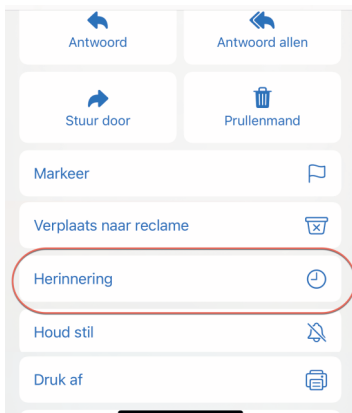 Antwoord
Antwoord allen
Stuur door
Prullenmand
Markeer
Verplaats naar reclame
Herinnering
Houd stil
Druk af